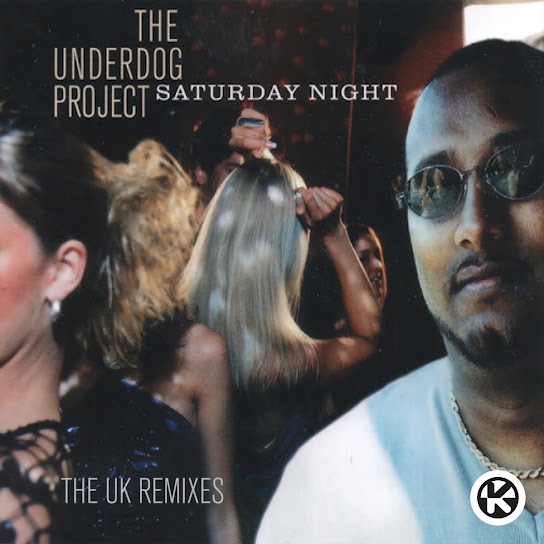 THE
UNDERDOG
PROJECT
SATURDAY NIGHT
THE UK REMIXES
K